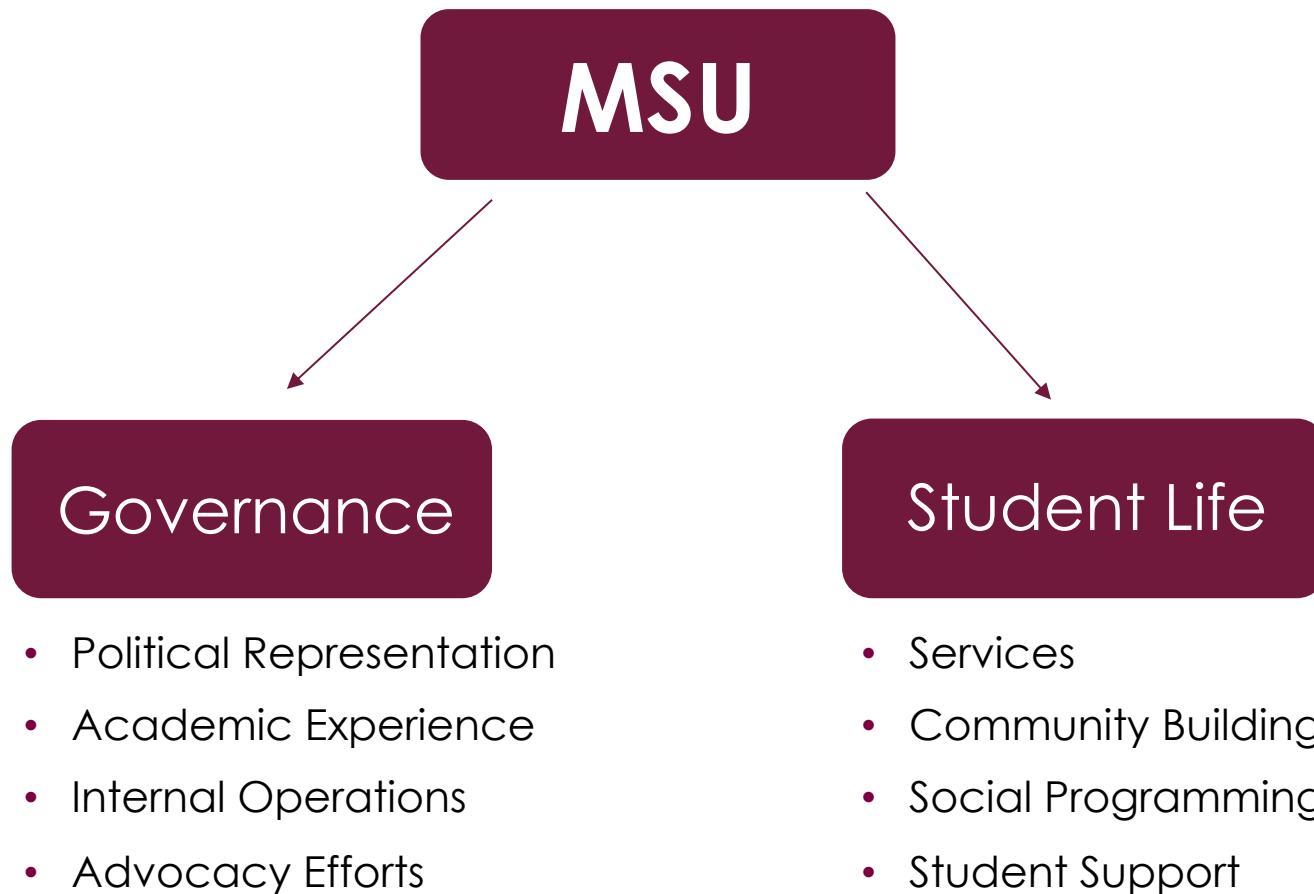 MSU
Governance
• Political Representation
• Academic Experience
• Internal Operations
• Advocacy Efforts
Student Life
• Services
• Community Building
• Social Programming
• Student Support